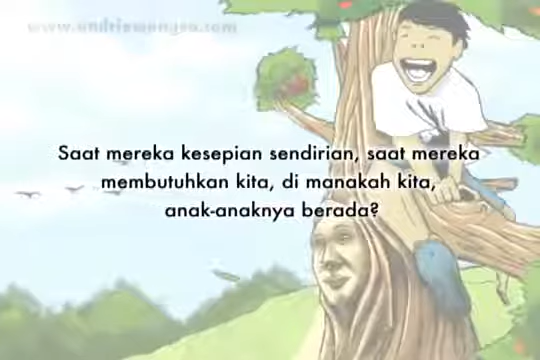 www.andriewongso.com
Saat mereka kesepian sendirian, saat mereka
membutuhkan kita, di manakah kita,
anak-anaknya berada?